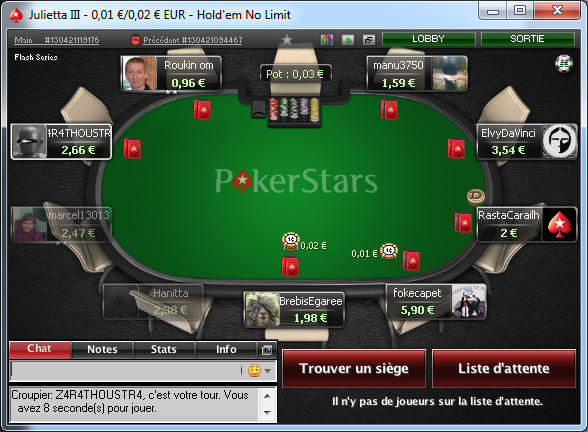 Julietta III - 0,01 €/0,02 € EUR - Hold'em No Limit
Main #130421119176 Précédent #130421094467
LOBBY
SORTIE
Flash Series
Roukin om
0,96 €
Pot : 0,03 €
manu3750
1,59 €
4R4THOUSTR
2,66 €
ElvyDaVinci
3,54 €
PokerStars
D
marcel13013
2,47 €
RastaCarailh
2 €
0,02 €
0,01 €
Hanitta
2,38 €
BrebisEgaree
1,98 €
fokecapet
5,90 €
Chat Notes Stats Info
Trouver un siège
Liste d'attente
Croupier: Z4R4THOUSTR4, c'est votre tour. Vous
avez 8 seconde(s) pour jouer.
Il n'y pas de joueurs sur la liste d'attente.